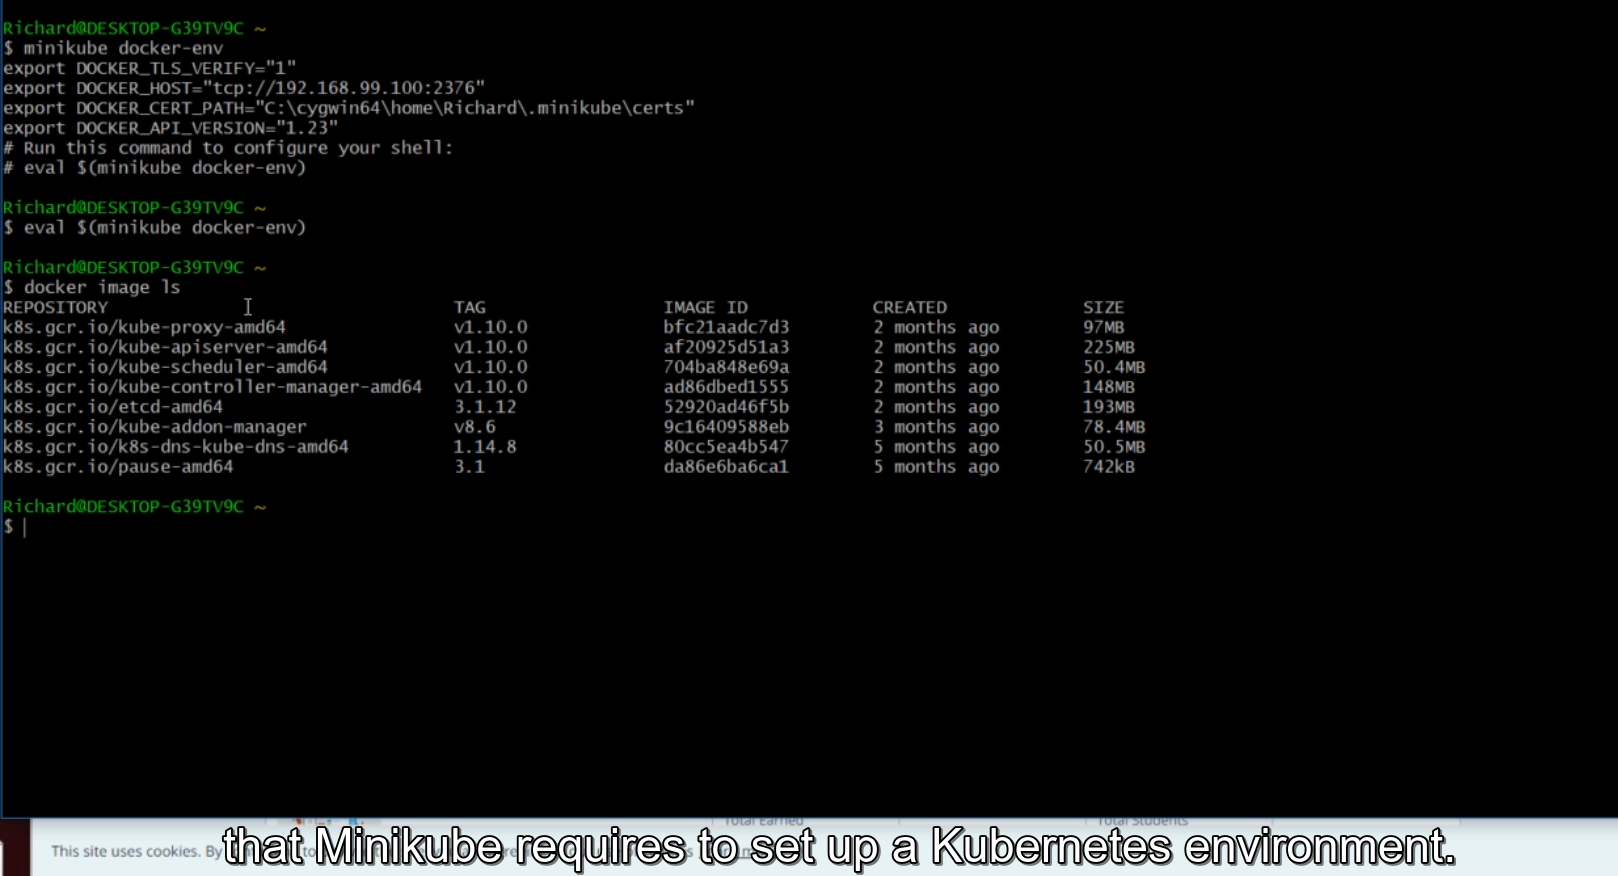 Richard@DESKTOP-G39TV9C ~
$ minikube docker-env
export DOCKER_TLS_VERIFY="1"
export DOCKER_HOST="tcp://192.168.99.100:2376"
export DOCKER_CERT_PATH="C:\cygwin64\home\Richard\.minikube\certs"
export DOCKER_API_VERSION="1.23"
# Run this command to configure your shell:
# eval $(minikube docker-env)
Richard@DESKTOP-G39TV9C ~
$ eval $(minikube docker-env)
Richard@DESKTOP-G39TV9C ~
$ docker image ls
REPOSITORY TAG IMAGE ID CREATED SIZE
k8s.gcr.io/kube-proxy-amd64 v1.10.0 bfc21aadc7d3 2 months ago 97MB
k8s.gcr.io/kube-apiserver-amd64 v1.10.0 af20925d51a3 2 months ago 225MB
k8s.gcr.io/kube-scheduler-amd64 v1.10.0 704ba848e69a 2 months ago 50.4MB
k8s.gcr.io/kube-controller-manager-amd64 v1.10.0 ad86dbed1555 2 months ago 148MB
k8s.gcr.io/etcd-amd64 3.1.12 52920ad46f5b 2 months ago 193MB
k8s.gcr.io/kube-addon-manager v8.6 9c16409588eb 3 months ago 78.4MB
k8s.gcr.io/k8s-dns-kube-dns-amd64 1.14.8 80cc5ea4b547 5 months ago 50.5MB
k8s.gcr.io/pause-amd64 3.1 da86e6ba6ca1 5 months ago 742kB
Richard@DESKTOP-G39TV9C ~
$
Total Earned Total Students
This site uses cookies. By
that Minikube requires to set up a Kubernetes environment.